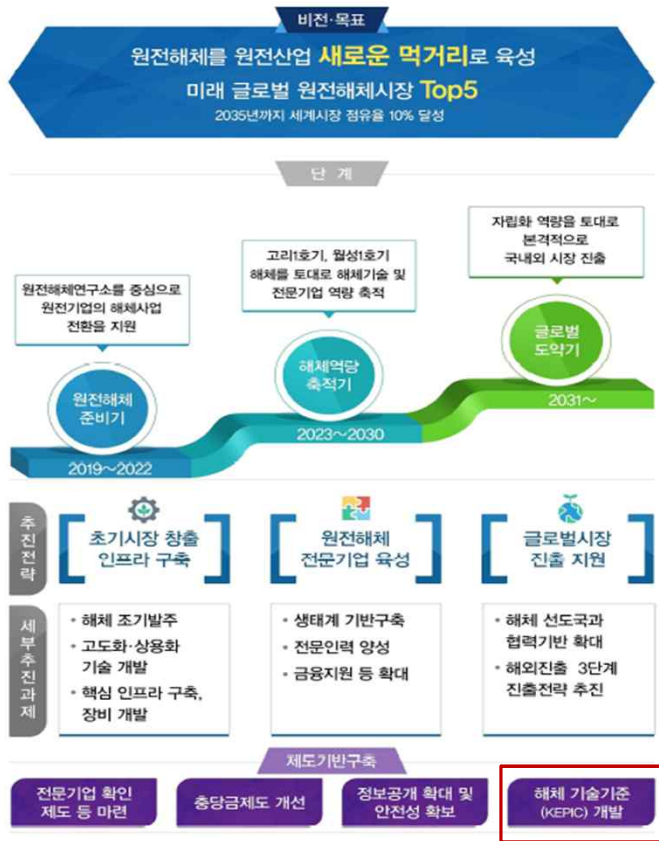 비전·목표
원전해체를 원전산업 새로운 먹거리로 육성
미래 글로벌 원전해체시장 Top5
2035년까지 세계시장 점유율 10% 달성
단 계
원전해체연구소를 중심으로
원전기업의 해체사업
전환을 지원
원전해체
준비기
2019~2022
고리1호기, 월성1호기
해체를 토대로 해체기술 및
전문기업 역량 축적
해체역량
축적기
2023~2030
자립화 역량을 토대로
본격적으로
국내외 시장 진출
글로벌
도약기
2031~
추진전략
초기시장 창출
인프라 구축
원전해체
전문기업 육성
글로벌시장
진출 지원
세부추진과제
• 해체 조기발주
• 고도화·상용화
기술 개발
• 핵심 인프라 구축,
장비 개발
• 생태계 기반구축
• 전문인력 양성
• 금융지원 등 확대
• 해체 선도국과
협력기반 확대
• 해외진출 3단계
진출전략 추진
제도기반구축
전문기업 확인
제도 등 마련
충당금제도 개선
정보공개 확대 및
안전성 확보
해체 기술기준
(KEPIC) 개발